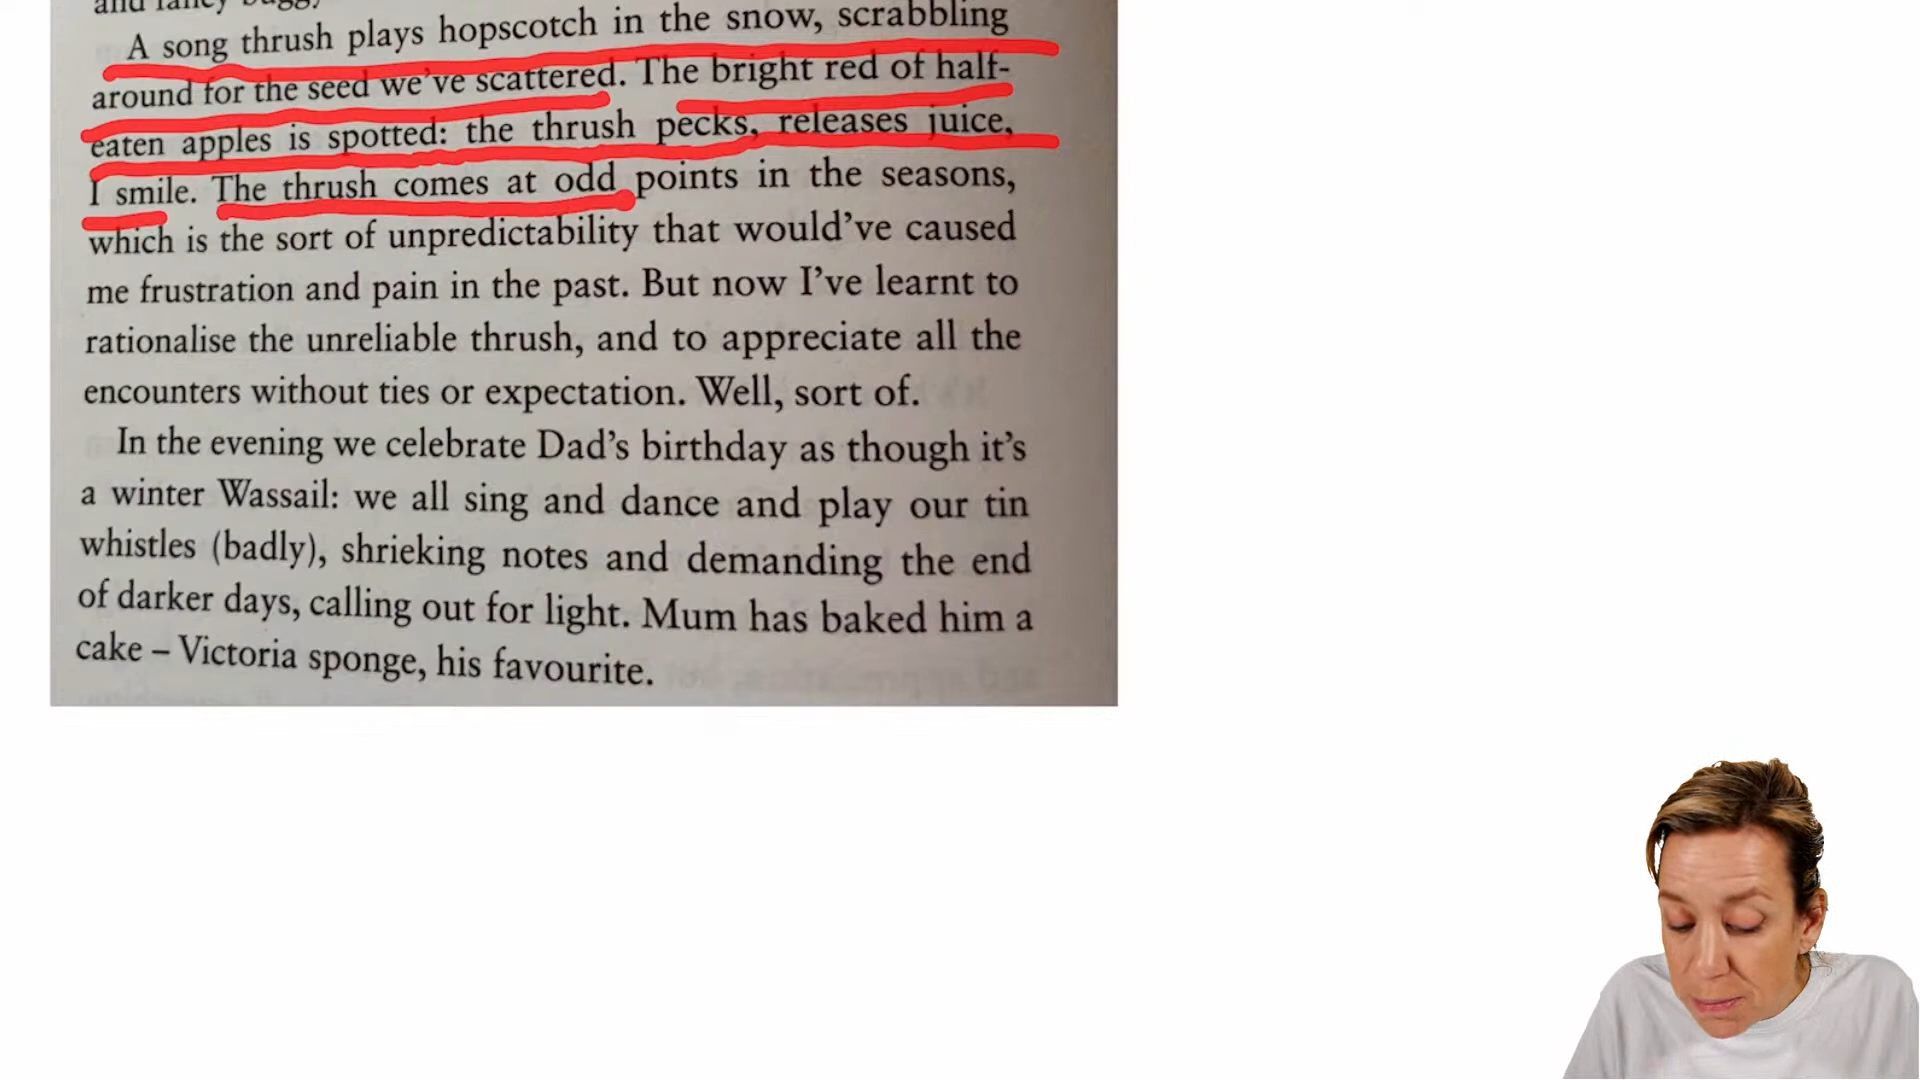 and fancy buggy
A song thrush plays hopscotch in the snow, scrabbling
around for the seed we've scattered. The bright red of half-
eaten apples is spotted: the thrush pecks, releases juice,
I smile. The thrush comes at odd points in the seasons,
which is the sort of unpredictability that would've caused
me frustration and pain in the past. But now I've learnt to
rationalise the unreliable thrush, and to appreciate all the
encounters without ties or expectation. Well, sort of.
In the evening we celebrate Dad's birthday as though it's
a winter Wassail: we all sing and dance and play our tin
whistles (badly), shrieking notes and demanding the end
of darker days, calling out for light. Mum has baked him a
cake – Victoria sponge, his favourite.